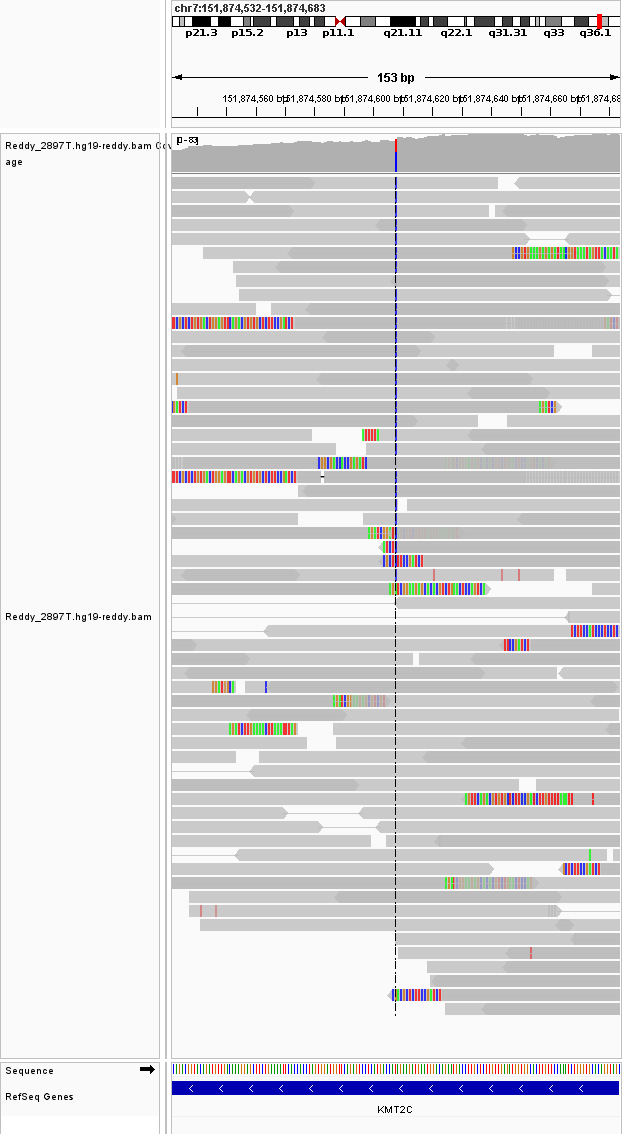 chr7:151,874,532-151,874,683
p21.3 p15.2 p13 p11.1 q21.11 q22.1 q31.31 q33 q36.1
153 bp
151,874,560 bp 151,874,580 bp 151,874,600 bp 151,874,620 bp 151,874,640 bp 151,874,660 bp 151,874,68
[0-83]
Reddy_2897T.hg19-reddy.bam Cov
age
Reddy_2897T.hg19-reddy.bam
Sequence
RefSeq Genes
KMT2C